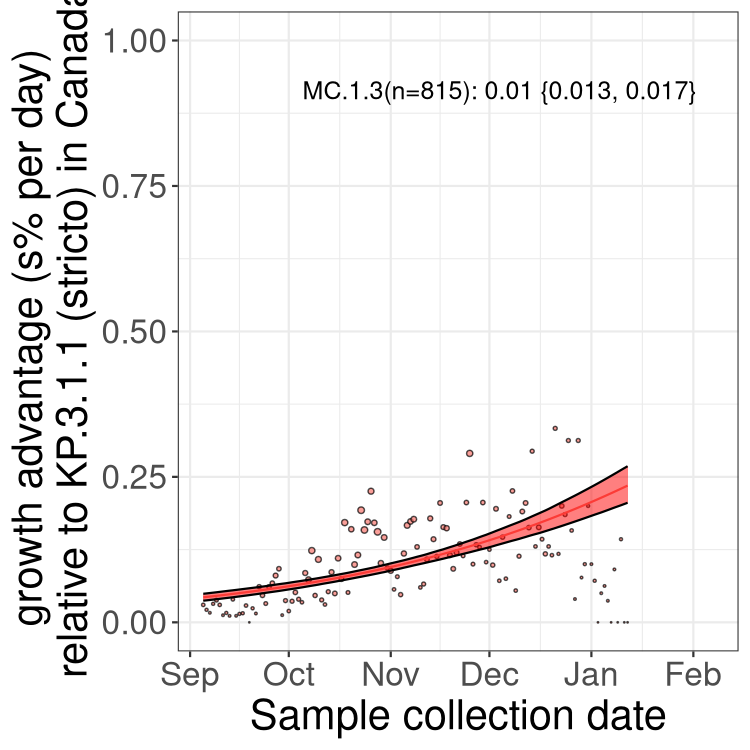 growth advantage (s% per day)
relative to KP.3.1.1 (stricto) in Canada
1.00
0.75
0.50
0.25
0.00
MC.1.3(n=815): 0.01 {0.013, 0.017}
Sep Oct Nov Dec Jan Feb
Sample collection date